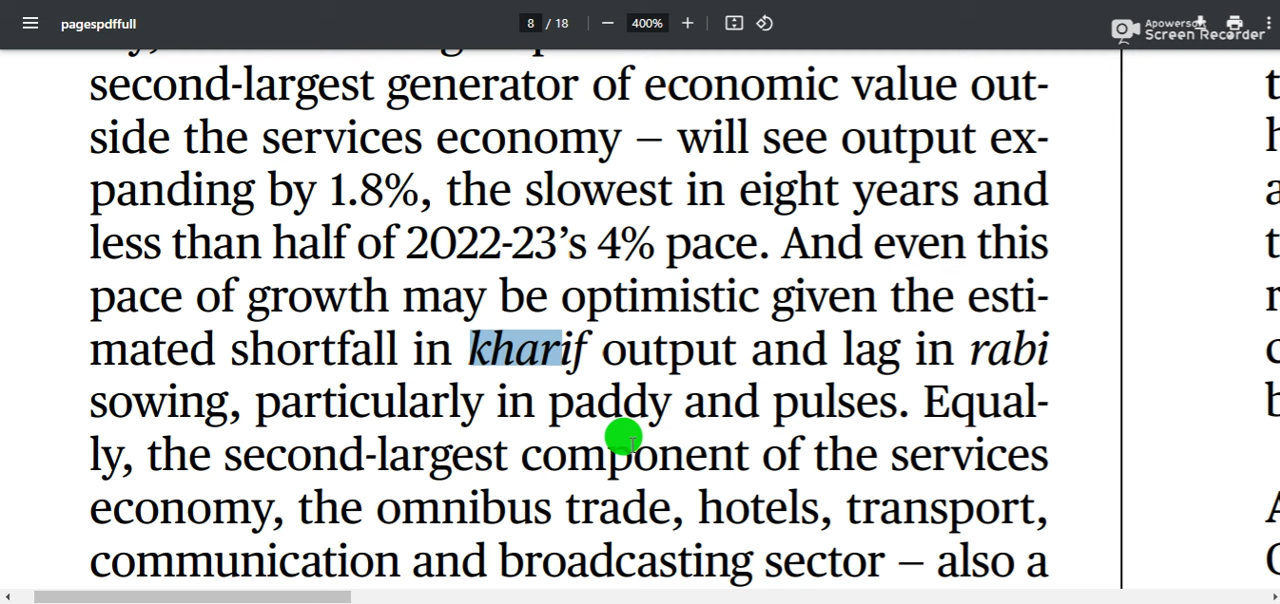 pagespdffull
8 / 18
400%
Apowersoft
Screen Recorder
second-largest generator of economic value out-
side the services economy – will see output ex-
panding by 1.8%, the slowest in eight years and
less than half of 2022-23’s 4% pace. And even this
pace of growth may be optimistic given the esti-
mated shortfall in kharif output and lag in rabi
sowing, particularly in paddy and pulses. Equal-
ly, the second-largest component of the services
economy, the omnibus trade, hotels, transport,
communication and broadcasting sector – also a